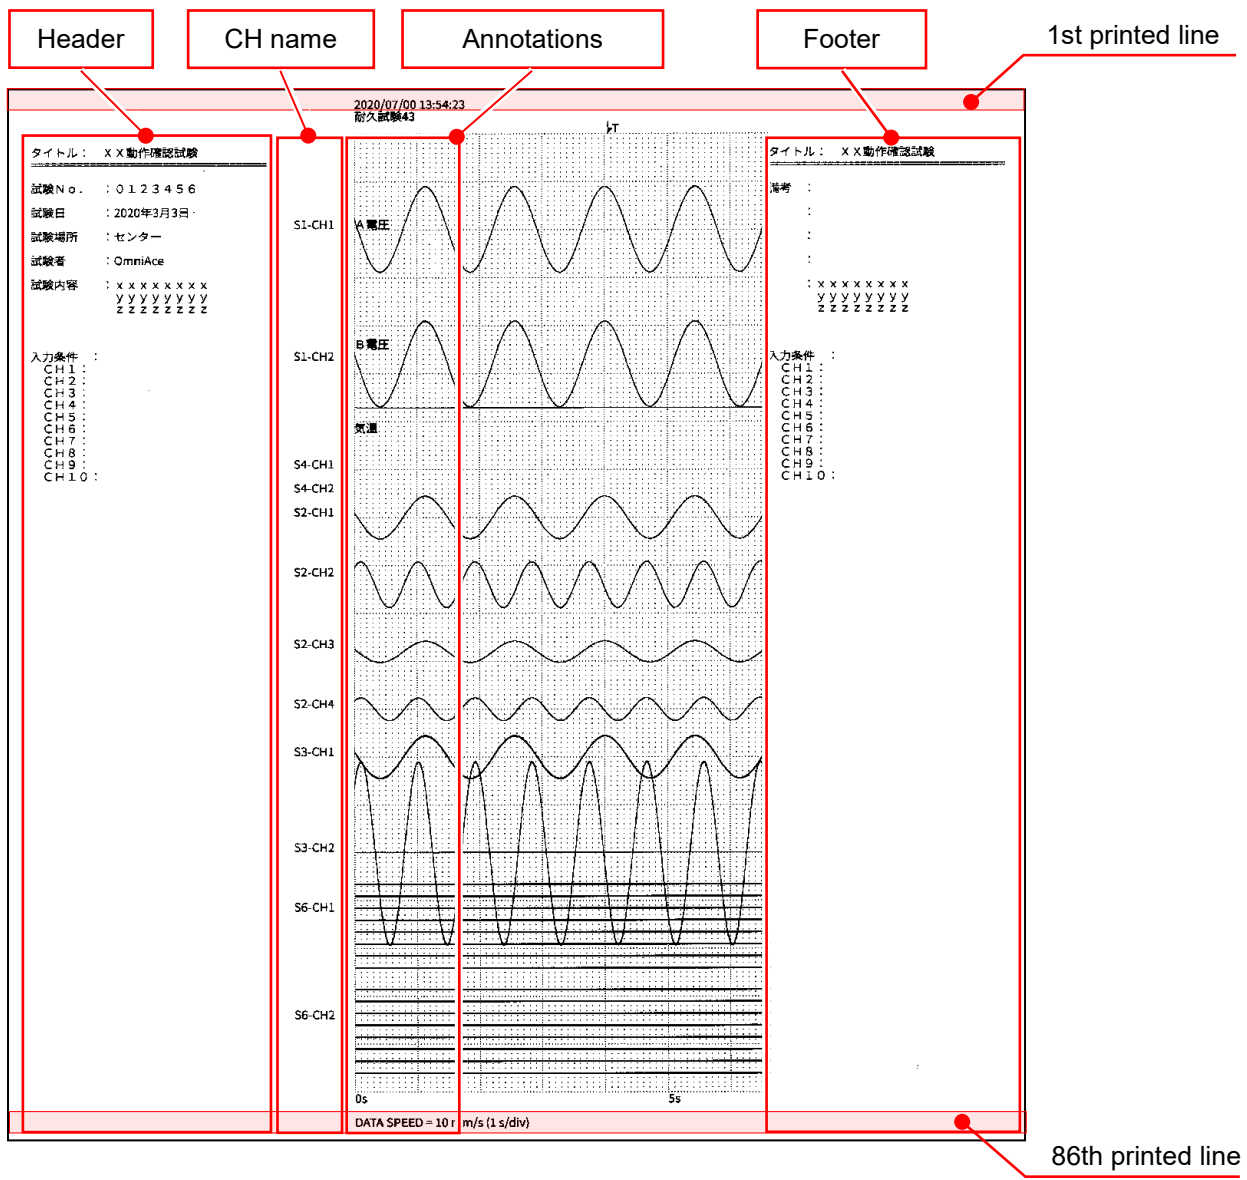 Header
CH name
Annotations
Footer
1st printed line
2020/07/00 13:54:23
耐久試験43
T
タイトル： ＸＸ動作確認試験
試験Ｎｏ． ：０１２３４５６
試験日 ：2020年3月3日
試験場所 ：センター
試験者 ：OmniAce
試験内容 ：ｘｘｘｘｘｘｘｘ
ｙｙｙｙｙｙｙｙ
ｚｚｚｚｚｚｚｚ
入力条件 ：
ＣＨ１：
ＣＨ２：
ＣＨ３：
ＣＨ４：
ＣＨ５：
ＣＨ６：
ＣＨ７：
ＣＨ８：
ＣＨ９：
ＣＨ１０：
S1-CH1
S1-CH2
S4-CH1
S4-CH2
S2-CH1
S2-CH2
S2-CH3
S2-CH4
S3-CH1
S3-CH2
S6-CH1
S6-CH2
A電圧
B電圧
気温
0s
5s
DATA SPEED = 10 mm/s (1 s/div)
タイトル： ＸＸ動作確認試験
備考 ：
：
：
：
：ｘｘｘｘｘｘｘｘ
ｙｙｙｙｙｙｙｙ
ｚｚｚｚｚｚｚｚ
入力条件 ：
ＣＨ１：
ＣＨ２：
ＣＨ３：
ＣＨ４：
ＣＨ５：
ＣＨ６：
ＣＨ７：
ＣＨ８：
ＣＨ９：
ＣＨ１０：
86th printed line